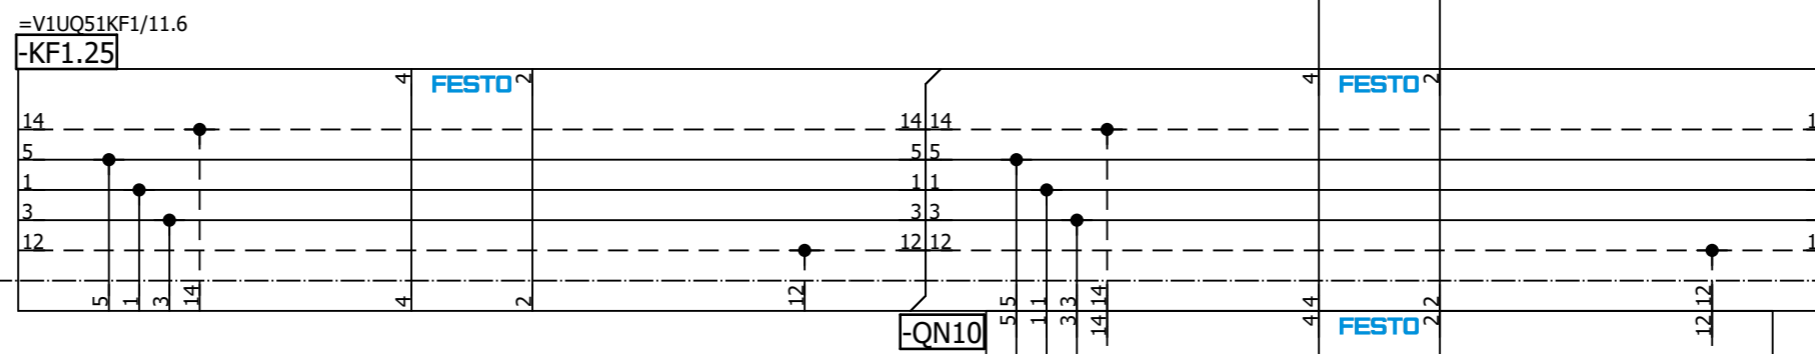 =V1UQ51KF1/11.6
-KF1.25
4 FESTO 2 4 FESTO 2
14 14 14 1
5 5 5
1 1 1
3 3 3
12 12 12 1
5 1 3 14 4 2 12 5 1 3 14 4 2 12
-QN10 5 1 3 14 4 FESTO 2 12